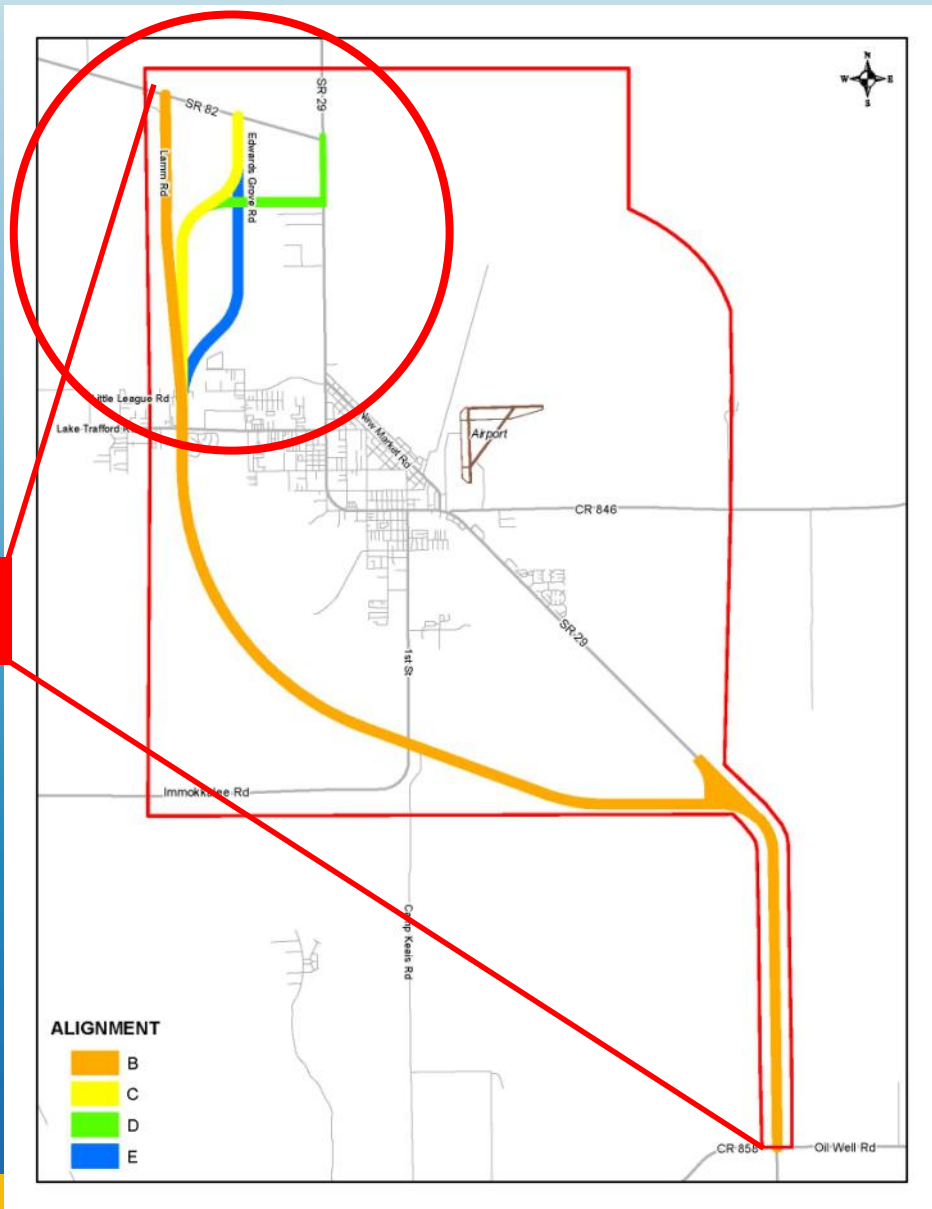 N
W E
S
SR 82
SR-29
Lamm Rd
Edwards Grove Rd
Little League Rd
Lake Trafford
New Market Rd
Airport
CR 846
SR-29
1st St
Immokalee Rd
Camp Keais Rd
ALIGNMENT
B
C
D
E
CR 858
Oil Well Rd